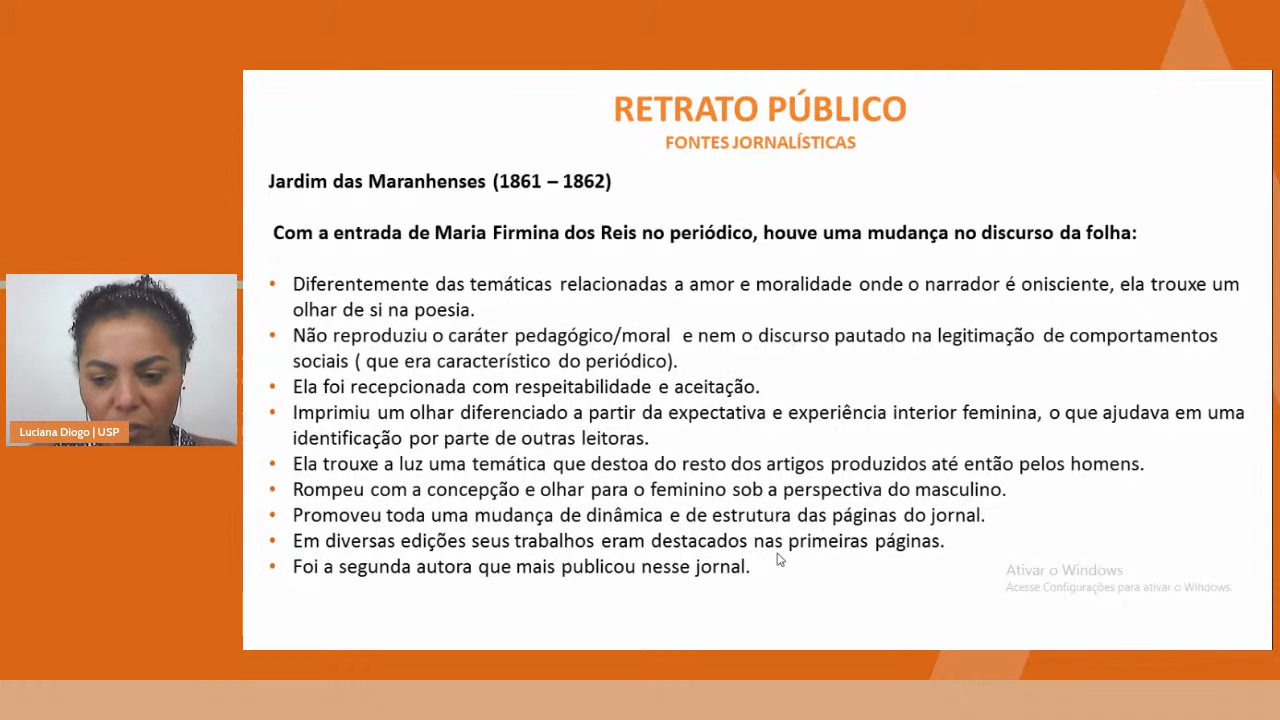 RETRATO PÚBLICO
FONTES JORNALÍSTICAS
Jardim das Maranhenses (1861 – 1862)
Com a entrada de Maria Firmina dos Reis no periódico, houve uma mudança no discurso da folha:
• Diferentemente das temáticas relacionadas a amor e moralidade onde o narrador é onisciente, ela trouxe um
olhar de si na poesia.
• Não reproduziu o caráter pedagógico/moral e nem o discurso pautado na legitimação de comportamentos
sociais ( que era característico do periódico).
• Ela foi recepcionada com respeitabilidade e aceitação.
• Imprimiu um olhar diferenciado a partir da expectativa e experiência interior feminina, o que ajudava em uma
identificação por parte de outras leitoras.
• Ela trouxe a luz uma temática que destoa do resto dos artigos produzidos até então pelos homens.
• Rompeu com a concepção e olhar para o feminino sob a perspectiva do masculino.
• Promoveu toda uma mudança de dinâmica e de estrutura das páginas do jornal.
• Em diversas edições seus trabalhos eram destacados nas primeiras páginas.
• Foi a segunda autora que mais publicou nesse jornal.
Luciana Diogo | USP
Ativar o Windows
Acesse Configurações para ativar o Windows.